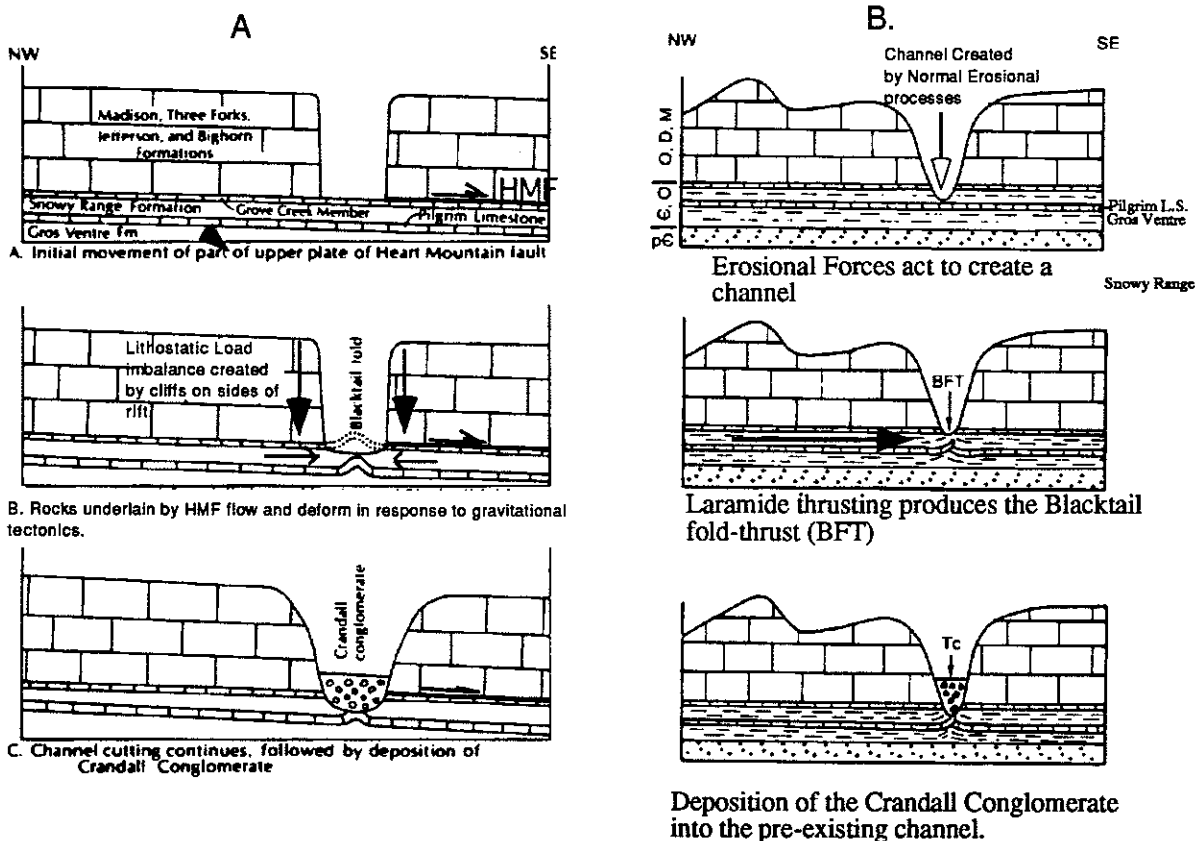 A
NW
SE
Madison, Three Forks,
Jefferson, and Bighorn
Formations
HMF
Snowy Range Formation
Grove Creek Member
Pilgrim Limestone
Gros Ventre fm
A. Initial movement of part of upper plate of Heart Mountain fault
Lithostatic Load
imbalance created
by cliffs on sides of
rift
Blacktail fold
B. Rocks underlain by HMF flow and deform in response to gravitational
tectonics.
Crandall
conglomerate
C. Channel cutting continues, followed by deposition of
Crandall Conglomerate
B.
NW
SE
Channel Created
by Normal Erosional
processes
O. D. M
Є. O
pЄ
Pilgrim L.S.
Gros Ventre
Erosional Forces act to create a
channel
Snowy Range
BFT
Laramide thrusting produces the Blacktail
fold-thrust (BFT)
Tc
Deposition of the Crandall Conglomerate
into the pre-existing channel.